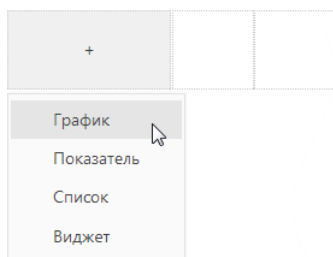 +
График
Показатель
Список
Виджет